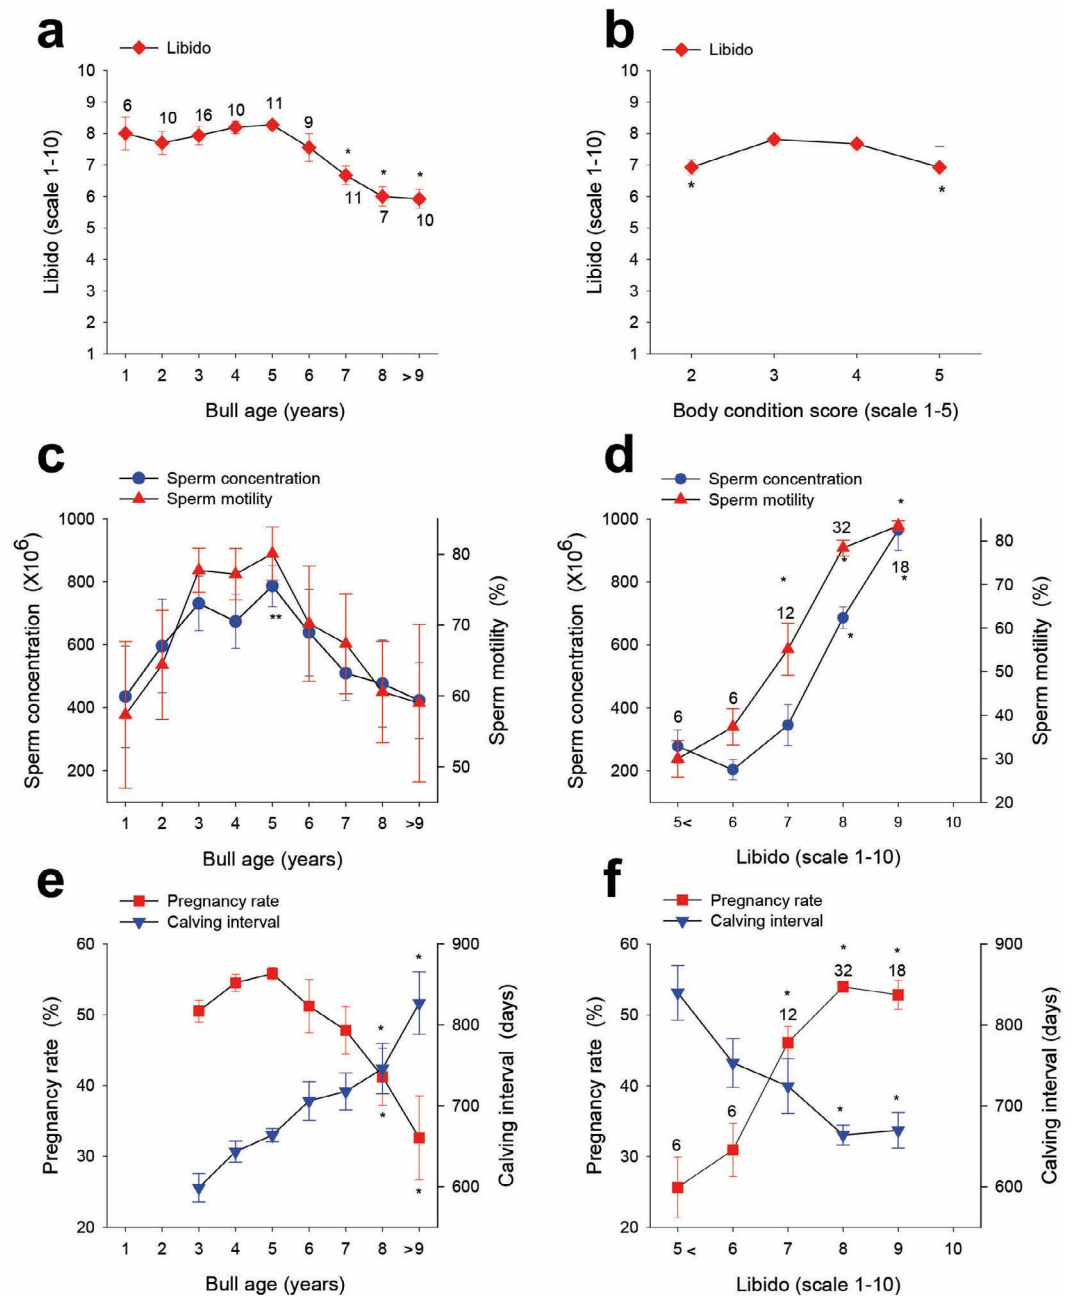 a
Libido
10
9
8
7
6
5
4
3
2
1
Libido (scale 1-10)
6
10
16
10
11
9
*
11
*
7
*
10
1 2 3 4 5 6 7 8 >9
Bull age (years)
b
Libido
10
9
8
7
6
5
4
3
2
1
Libido (scale 1-10)
*
*
2 3 4 5
Body condition score (scale 1-5)
c
Sperm concentration
Sperm motility
1000
800
600
400
200
Sperm concentration (X10⁶)
**
80
70
60
50
Sperm motility (%)
1 2 3 4 5 6 7 8 >9
Bull age (years)
d
Sperm concentration
Sperm motility
1000
800
600
400
200
Sperm concentration (X10⁶)
6
6
*
12
32
*
*
*
18
*
80
70
60
50
40
30
20
Sperm motility (%)
5< 6 7 8 9 10
Libido (scale 1-10)
e
Pregnancy rate
Calving interval
60
50
40
30
20
Pregnancy rate (%)
*
*
*
*
900
800
700
600
Calving interval (days)
1 2 3 4 5 6 7 8 >9
Bull age (years)
f
Pregnancy rate
Calving interval
60
50
40
30
20
Pregnancy rate (%)
6
6
*
12
*
32
*
18
*
*
900
800
700
600
Calving interval (days)
5 < 6 7 8 9 10
Libido (scale 1-10)